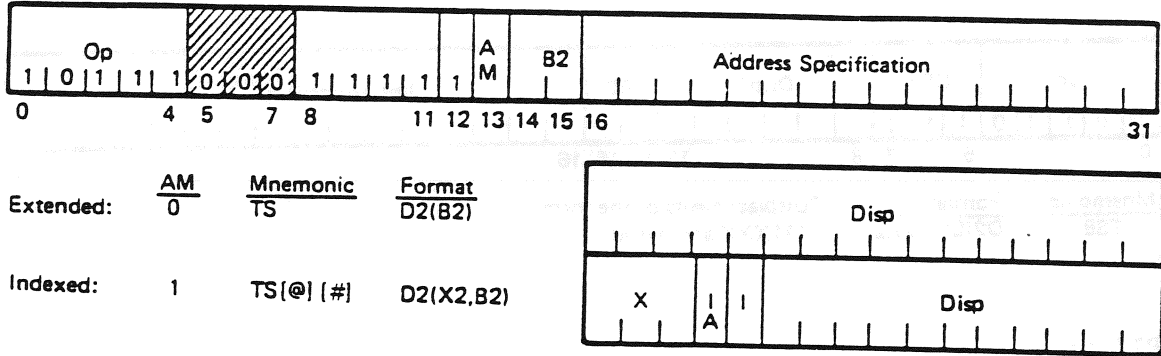 Op A M B2 Address Specification
1 0 1 1 1 0 0 0 1 1 1 1 1
0 4 5 7 8 11 12 13 14 15 16 31
AM Mnemonic Format
Extended: 0 TS D2(B2)
Disp
Indexed: 1 TS[@] [#] D2(X2,B2)
X I A I Disp